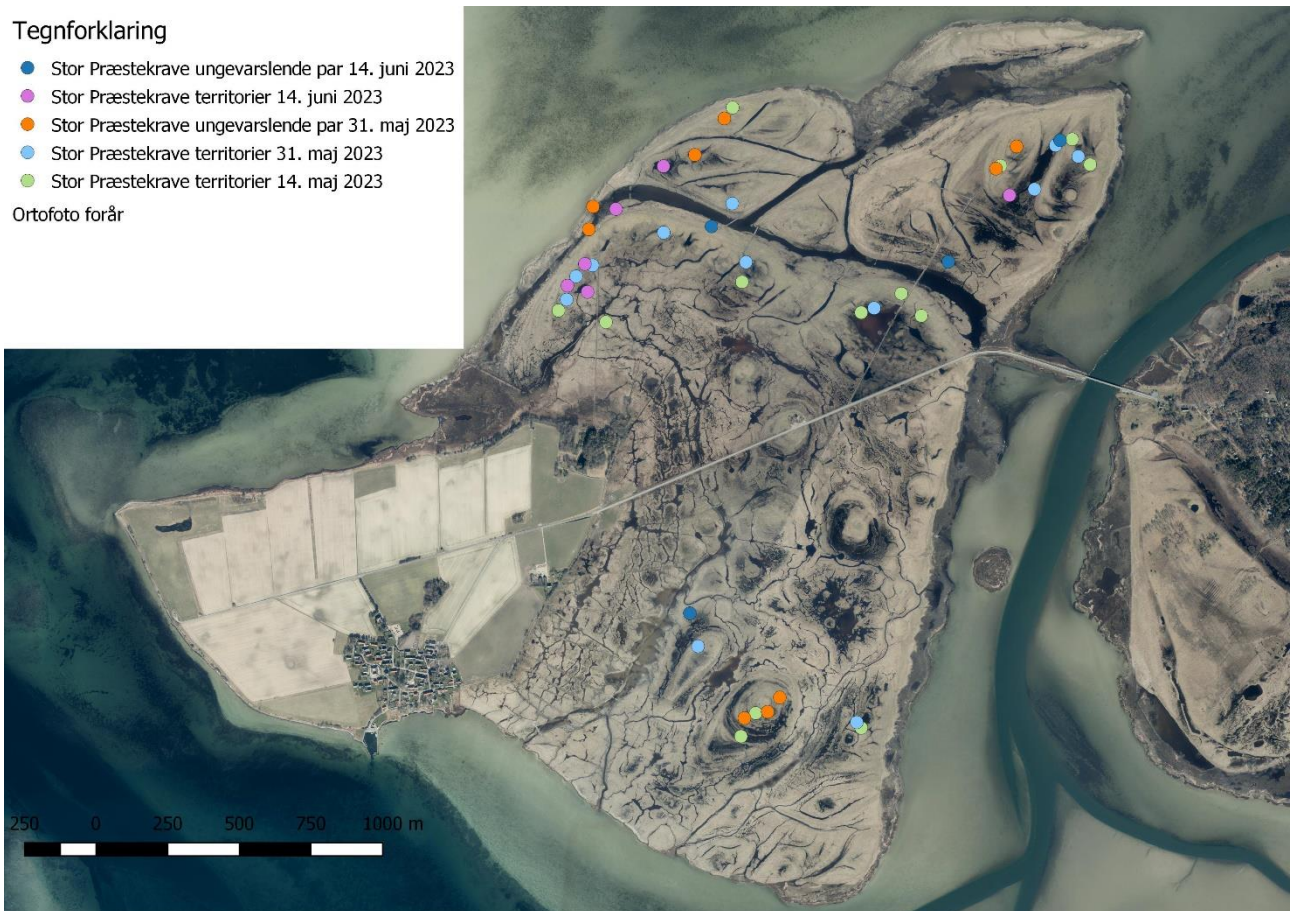 Tegnforklaring
Stor Præstekrave ungevarslende par 14. juni 2023
Stor Præstekrave territorier 14. juni 2023
Stor Præstekrave ungevarslende par 31. maj 2023
Stor Præstekrave territorier 31. maj 2023
Stor Præstekrave territorier 14. maj 2023
Ortofoto forår
250 0 250 500 750 1000 m